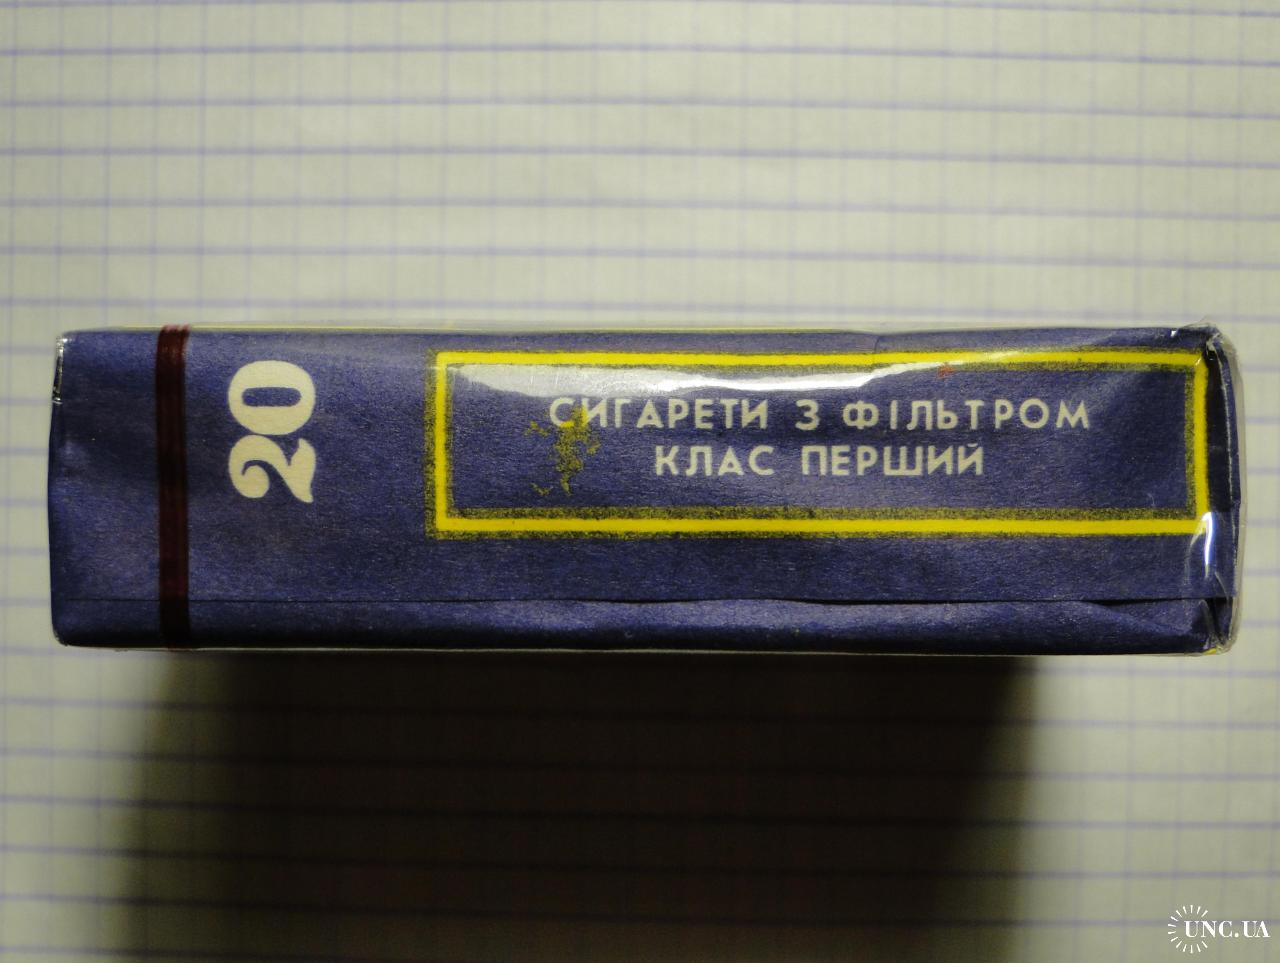 20
СИГАРЕТИ З ФІЛЬТРОМ
КЛАС ПЕРШИЙ
UNC.UA